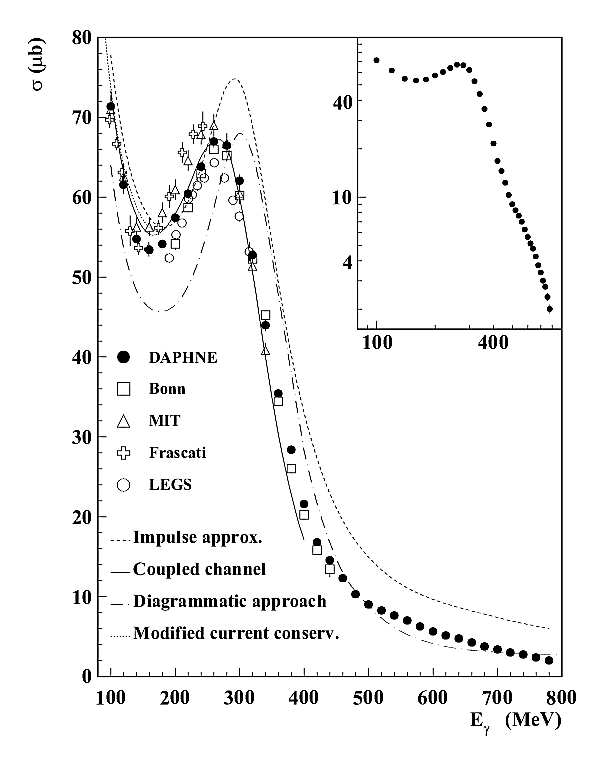 σ (μb)
80
70
60
50
40
30
20
10
0
100
200
300
400
500
600
700
800
E_γ (MeV)
DAPHNE
Bonn
MIT
Frascati
LEGS
Impulse approx.
Coupled channel
Diagrammatic approach
Modified current conserv.
40
10
4
100
400